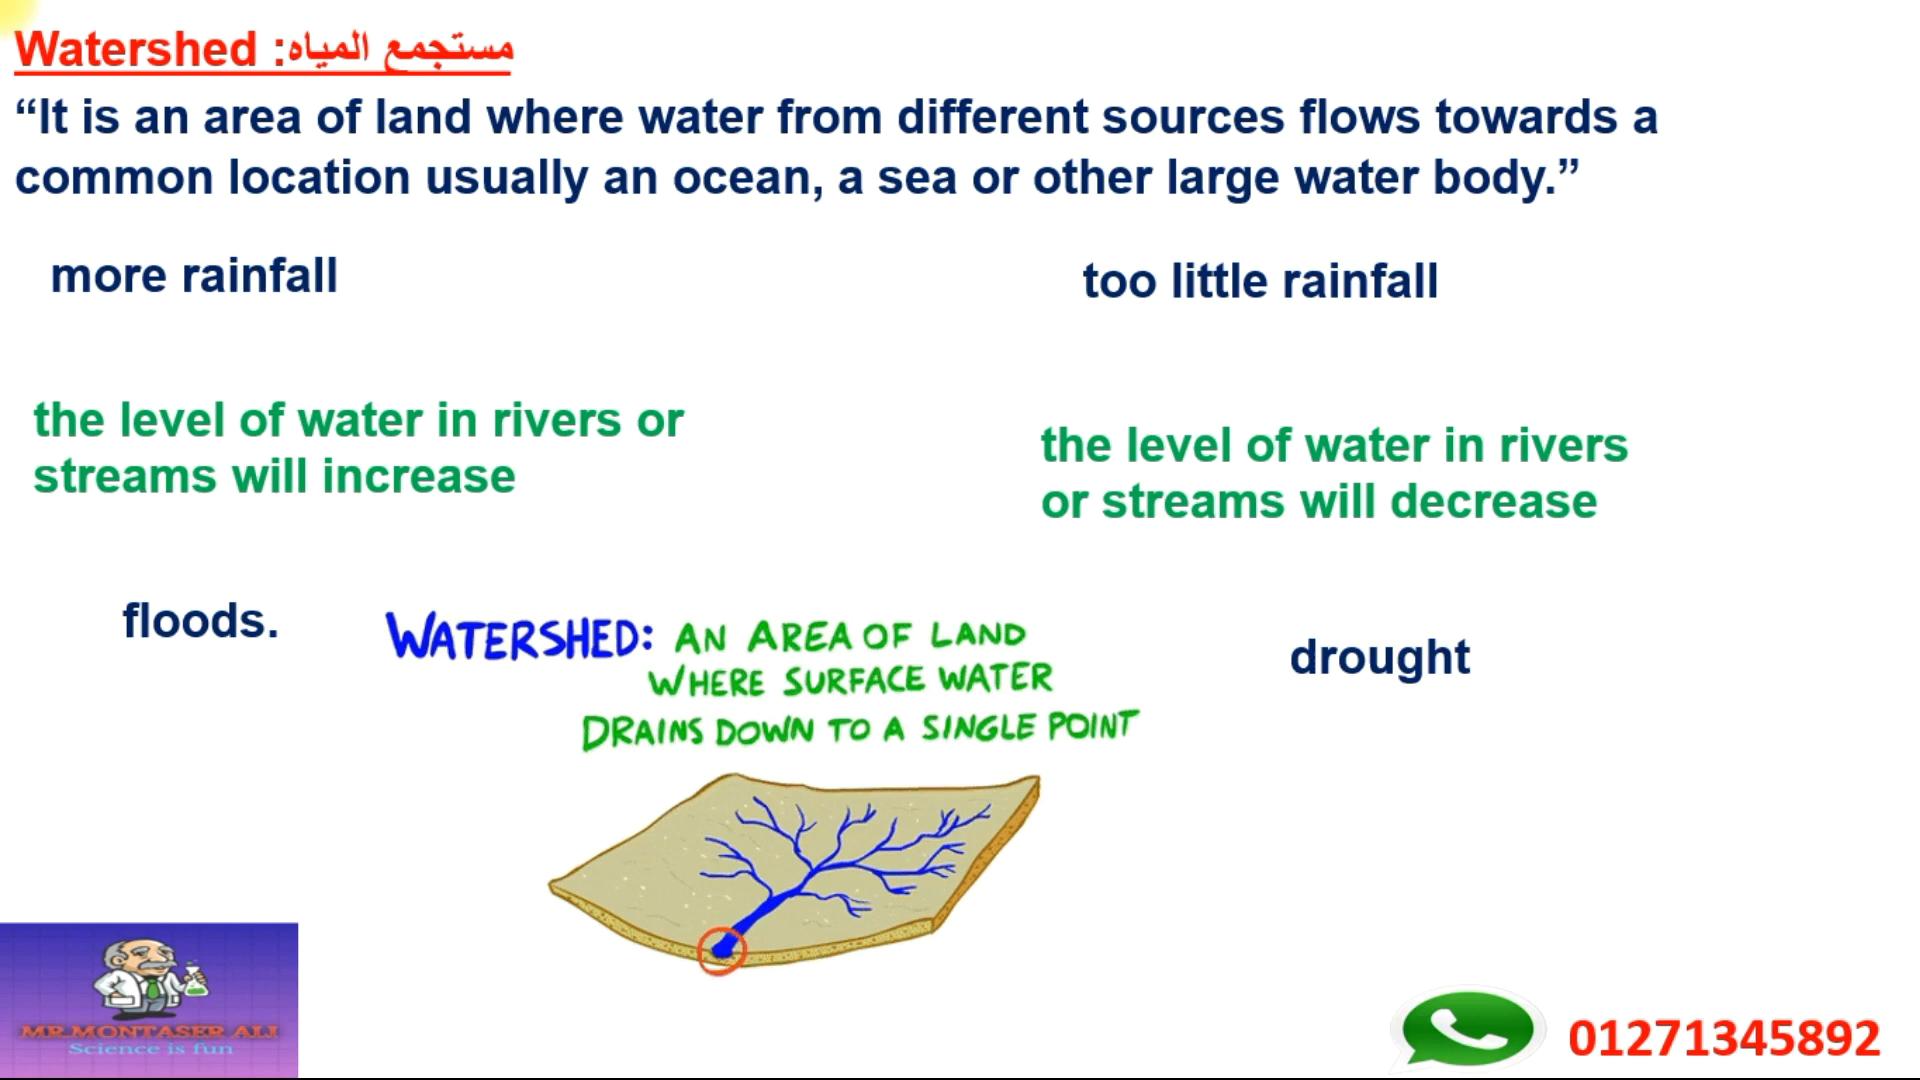 Watershed :مستجمع المياه
“It is an area of land where water from different sources flows towards a
common location usually an ocean, a sea or other large water body.”
more rainfall
too little rainfall
the level of water in rivers or
streams will increase
the level of water in rivers
or streams will decrease
floods.
drought
WATERSHED: AN AREA OF LAND
WHERE SURFACE WATER
DRAINS DOWN TO A SINGLE POINT
MR.MONTASER ALI
Science is fun
01271345892